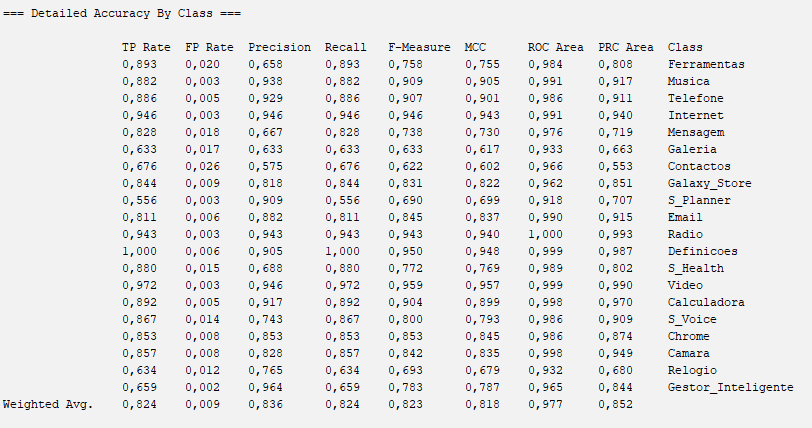 === Detailed Accuracy By Class ===
TP Rate FP Rate Precision Recall F-Measure MCC ROC Area PRC Area Class
0,893 0,020 0,658 0,893 0,758 0,755 0,984 0,808 Ferramentas
0,882 0,003 0,938 0,882 0,909 0,905 0,991 0,917 Musica
0,886 0,005 0,929 0,886 0,907 0,901 0,986 0,911 Telefone
0,946 0,003 0,946 0,946 0,946 0,943 0,991 0,940 Internet
0,828 0,018 0,667 0,828 0,738 0,730 0,976 0,719 Mensagem
0,633 0,017 0,633 0,633 0,633 0,617 0,933 0,663 Galeria
0,676 0,026 0,575 0,676 0,622 0,602 0,966 0,553 Contactos
0,844 0,009 0,818 0,844 0,831 0,822 0,962 0,851 Galaxy_Store
0,556 0,003 0,909 0,556 0,690 0,699 0,918 0,707 S_Planner
0,811 0,006 0,882 0,811 0,845 0,837 0,990 0,915 Email
0,943 0,003 0,943 0,943 0,943 0,940 1,000 0,993 Radio
1,000 0,006 0,905 1,000 0,950 0,948 0,999 0,987 Definicoes
0,880 0,015 0,688 0,880 0,772 0,769 0,989 0,802 S_Health
0,972 0,003 0,946 0,972 0,959 0,957 0,999 0,990 Video
0,892 0,005 0,917 0,892 0,904 0,899 0,998 0,970 Calculadora
0,867 0,014 0,743 0,867 0,800 0,793 0,986 0,909 S_Voice
0,853 0,008 0,853 0,853 0,853 0,845 0,986 0,874 Chrome
0,857 0,008 0,828 0,857 0,842 0,835 0,998 0,949 Camara
0,634 0,012 0,765 0,634 0,693 0,679 0,932 0,680 Relogio
0,659 0,002 0,964 0,659 0,783 0,787 0,965 0,844 Gestor_Inteligente
Weighted Avg. 0,824 0,009 0,836 0,824 0,823 0,818 0,977 0,852